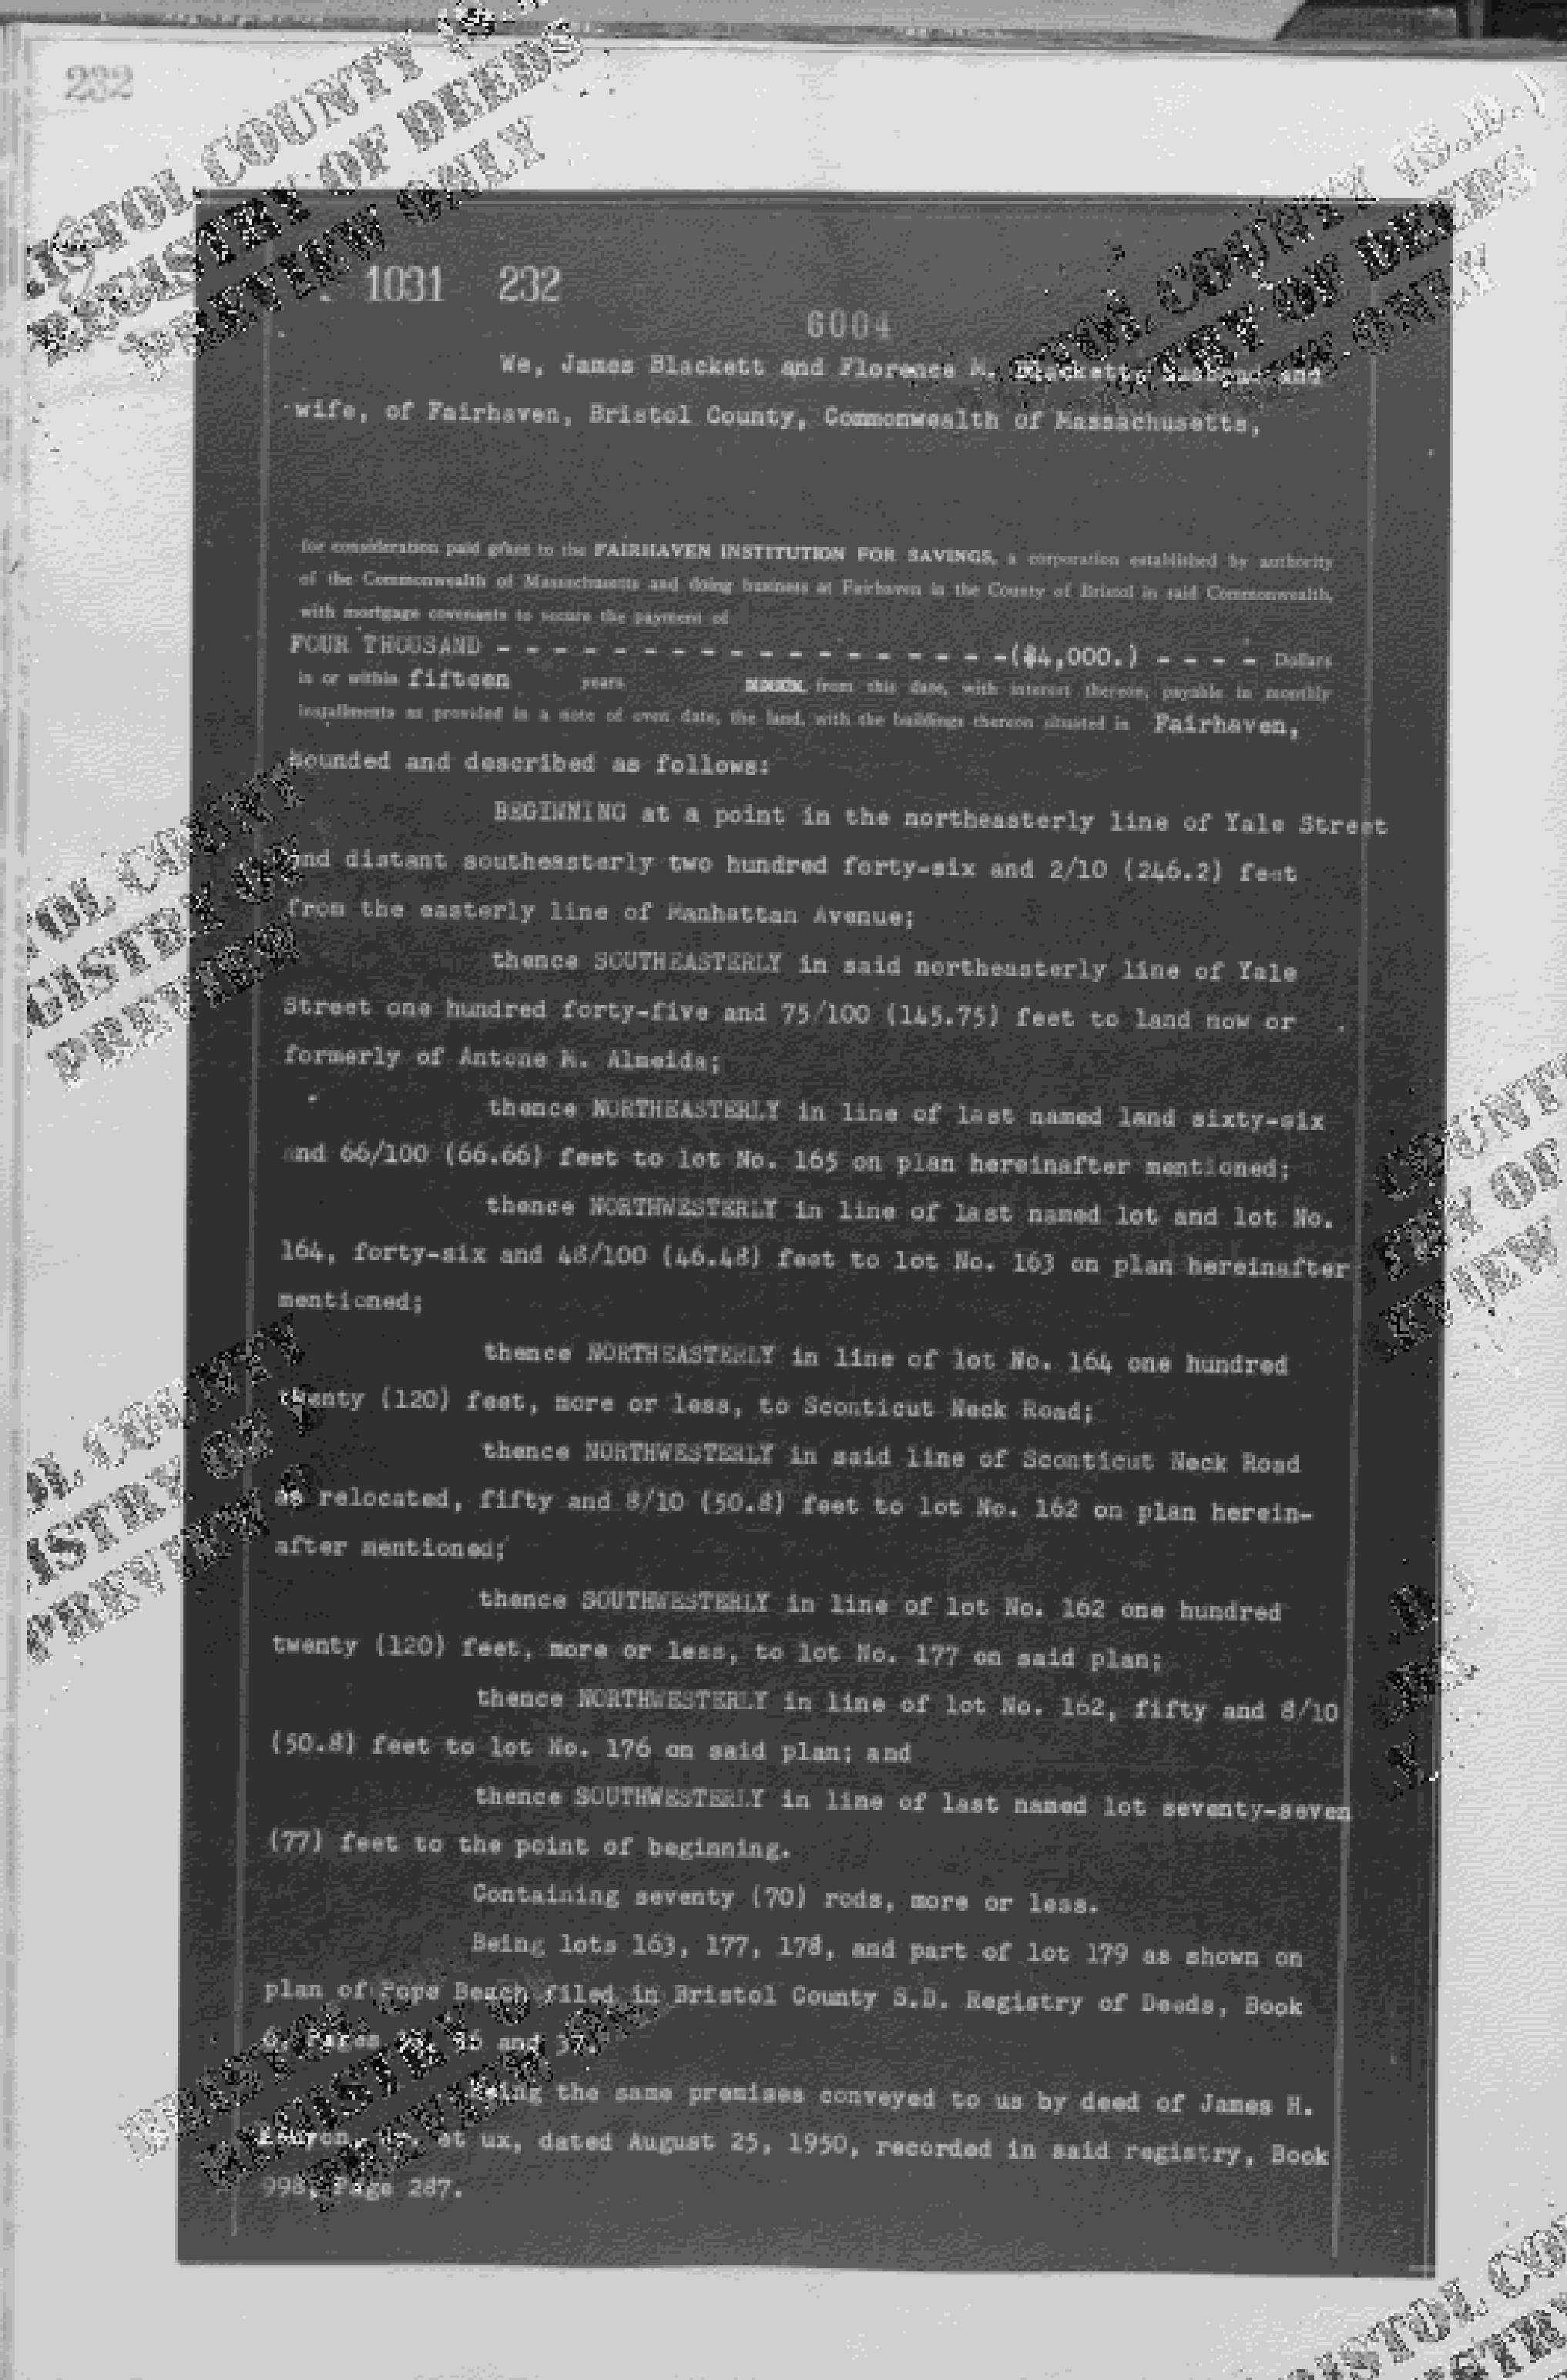 232
1031 232
6004
We, James Blackett and Florence M. Blackett, husband and
wife, of Fairhaven, Bristol County, Commonwealth of Massachusetts,
for consideration paid grant to the FAIRHAVEN INSTITUTION FOR SAVINGS, a corporation established by authority
of the Commonwealth of Massachusetts and doing business at Fairhaven in the County of Bristol in said Commonwealth,
with mortgage covenants to secure the payment of
FOUR THOUSAND - - - - - - - - - - - - - - - - - -($4,000.) - - - - Dollars
in or within fifteen years from this date, with interest thereon, payable in monthly
installments as provided in a note of even date, the land, with the buildings thereon situated in Fairhaven,
bounded and described as follows:
BEGINNING at a point in the northeasterly line of Yale Street
and distant southeasterly two hundred forty-six and 2/10 (246.2) feet
from the easterly line of Manhattan Avenue;
thence SOUTHEASTERLY in said northeasterly line of Yale
Street one hundred forty-five and 75/100 (145.75) feet to land now or
formerly of Antone M. Almeida;
thence NORTHEASTERLY in line of last named land sixty-six
and 66/100 (66.66) feet to lot No. 165 on plan hereinafter mentioned;
thence NORTHWESTERLY in line of last named lot and lot No.
164, forty-six and 48/100 (46.48) feet to lot No. 163 on plan hereinafter
mentioned;
thence NORTHEASTERLY in line of lot No. 164 one hundred
twenty (120) feet, more or less, to Sconticut Neck Road;
thence NORTHWESTERLY in said line of Sconticut Neck Road
as relocated, fifty and 8/10 (50.8) feet to lot No. 162 on plan herein-
after mentioned;
thence SOUTHWESTERLY in line of lot No. 162 one hundred
twenty (120) feet, more or less, to lot No. 177 on said plan;
thence NORTHWESTERLY in line of lot No. 162, fifty and 8/10
(50.8) feet to lot No. 176 on said plan; and
thence SOUTHWESTERLY in line of last named lot seventy-seven
(77) feet to the point of beginning.
Containing seventy (70) rods, more or less.
Being lots 163, 177, 178, and part of lot 179 as shown on
plan of Pope Beach filed in Bristol County S.D. Registry of Deeds, Book
Pages and
Being the same premises conveyed to us by deed of James H.
et ux, dated August 25, 1950, recorded in said registry, Book
998, Page 287.